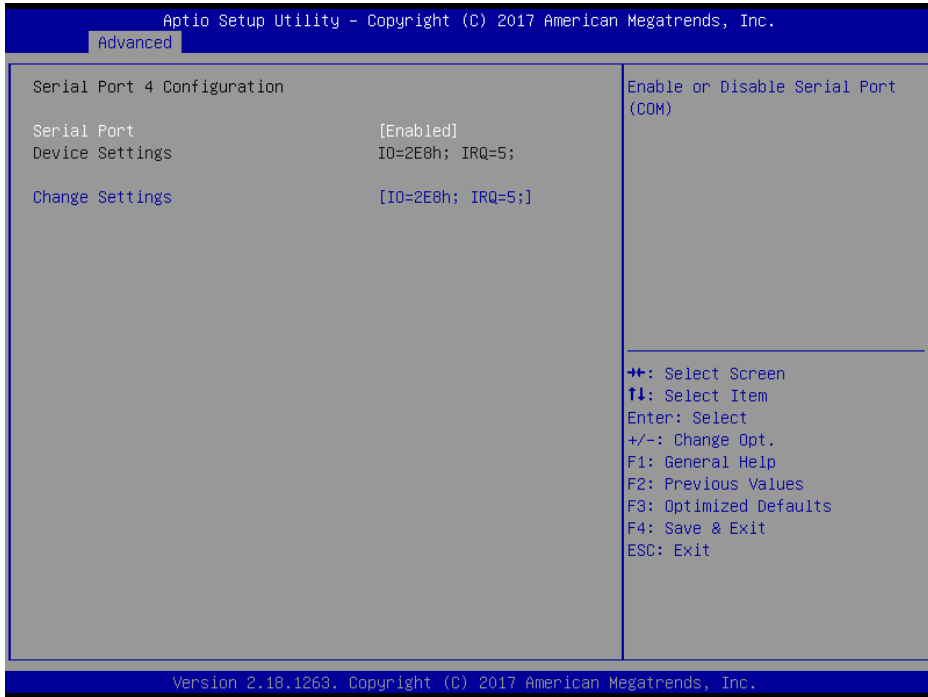 Aptio Setup Utility – Copyright (C) 2017 American Megatrends, Inc.
Advanced
Serial Port 4 Configuration
Serial Port [Enabled]
Device Settings IO=2E8h; IRQ=5;
Change Settings [IO=2E8h; IRQ=5;]
Enable or Disable Serial Port
(COM)
→←: Select Screen
↑↓: Select Item
Enter: Select
+/-: Change Opt.
F1: General Help
F2: Previous Values
F3: Optimized Defaults
F4: Save & Exit
ESC: Exit
Version 2.18.1263. Copyright (C) 2017 American Megatrends, Inc.